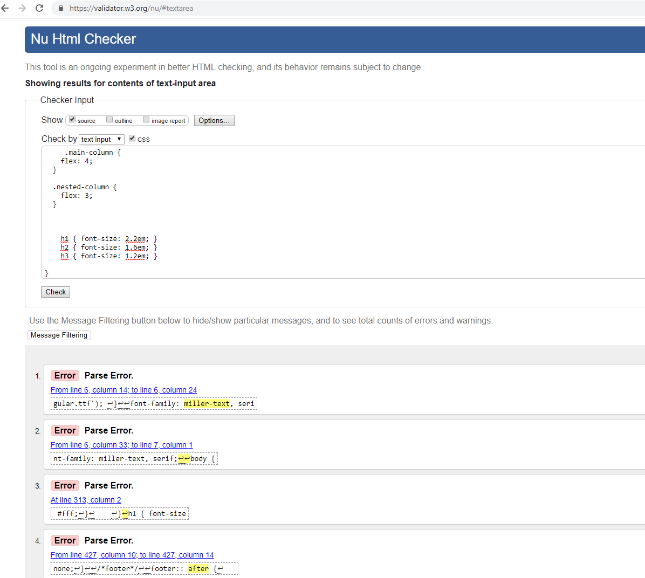 https://validator.w3.org/nu/#textarea
Nu Html Checker
This tool is an ongoing experiment in better HTML checking, and its behavior remains subject to change
Showing results for contents of text-input area
Checker Input
Show source outline image report Options...
Check by text input CSS
.main-column {
flex: 4;
}
.nested-column {
flex: 3;
}
h1 { font-size: 2.2em; }
h2 { font-size: 1.6em; }
h3 { font-size: 1.2em; }
}
Check
Use the Message Filtering button below to hide/show particular messages, and to see total counts of errors and warnings.
Message Filtering
1. Error Parse Error.
From line 6, column 14; to line 6, column 24
gular.ttf'); ↩}↩↩font-family: miller-text, seri
2. Error Parse Error.
From line 6, column 33; to line 7, column 1
nt-family: miller-text, serif;↩↩body {
3. Error Parse Error.
At line 313, column 2
#fff;↩}↩ ↩}↩h1 { font-size
4. Error Parse Error.
From line 427, column 10; to line 427, column 14
none;↩}↩↩/*footer*/↩↩footer:: after {↩